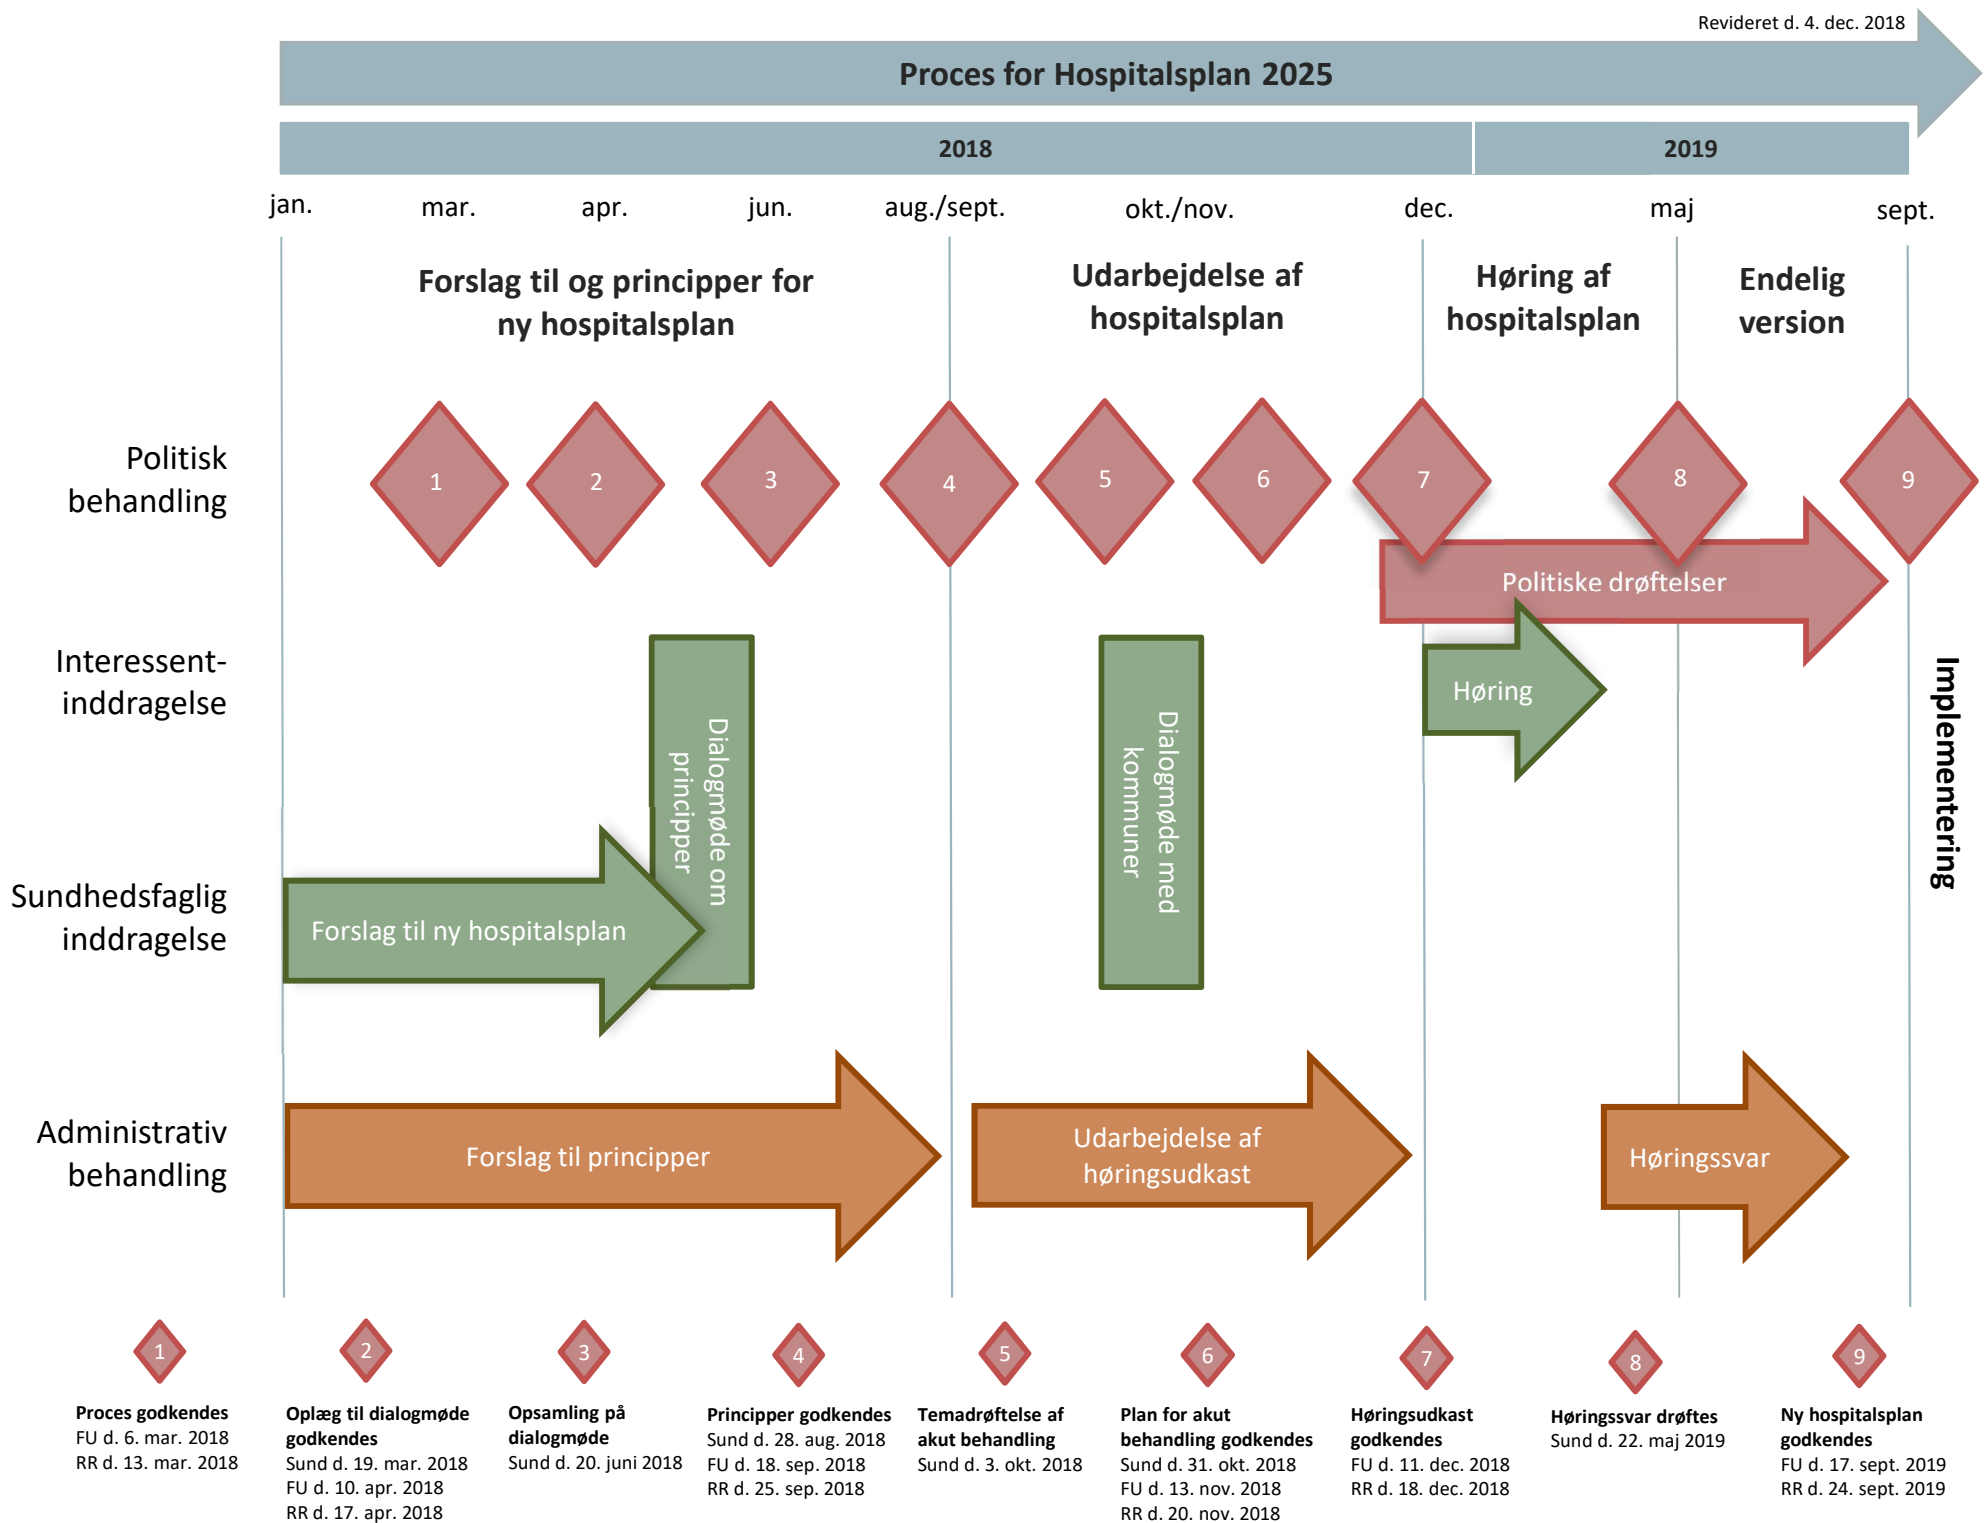 Revideret d. 4. dec. 2018
Proces for Hospitalsplan 2025
2018
2019
jan.
mar.
apr.
jun.
aug./sept.
okt./nov.
dec.
maj
sept.
Forslag til og principper for
ny hospitalsplan
Udarbejdelse af
hospitalsplan
Høring af
hospitalsplan
Endelig
version
Politisk
behandling
1
2
3
4
5
6
7
8
9
Politiske drøftelser
Interessent-
inddragelse
Dialogmøde om
principper
Dialogmøde med
kommuner
Høring
Implementering
Sundhedsfaglig
inddragelse
Forslag til ny hospitalsplan
Administrativ
behandling
Forslag til principper
Udarbejdelse af
høringsudkast
Høringssvar
1
Proces godkendes
FU d. 6. mar. 2018
RR d. 13. mar. 2018
2
Oplæg til dialogmøde
godkendes
Sund d. 19. mar. 2018
FU d. 10. apr. 2018
RR d. 17. apr. 2018
3
Opsamling på
dialogmøde
Sund d. 20. juni 2018
4
Principper godkendes
Sund d. 28. aug. 2018
FU d. 18. sep. 2018
RR d. 25. sep. 2018
5
Temadrøftelse af
akut behandling
Sund d. 3. okt. 2018
6
Plan for akut
behandling godkendes
Sund d. 31. okt. 2018
FU d. 13. nov. 2018
RR d. 20. nov. 2018
7
Høringsudkast
godkendes
FU d. 11. dec. 2018
RR d. 18. dec. 2018
8
Høringssvar drøftes
Sund d. 22. maj 2019
9
Ny hospitalsplan
godkendes
FU d. 17. sept. 2019
RR d. 24. sept. 2019